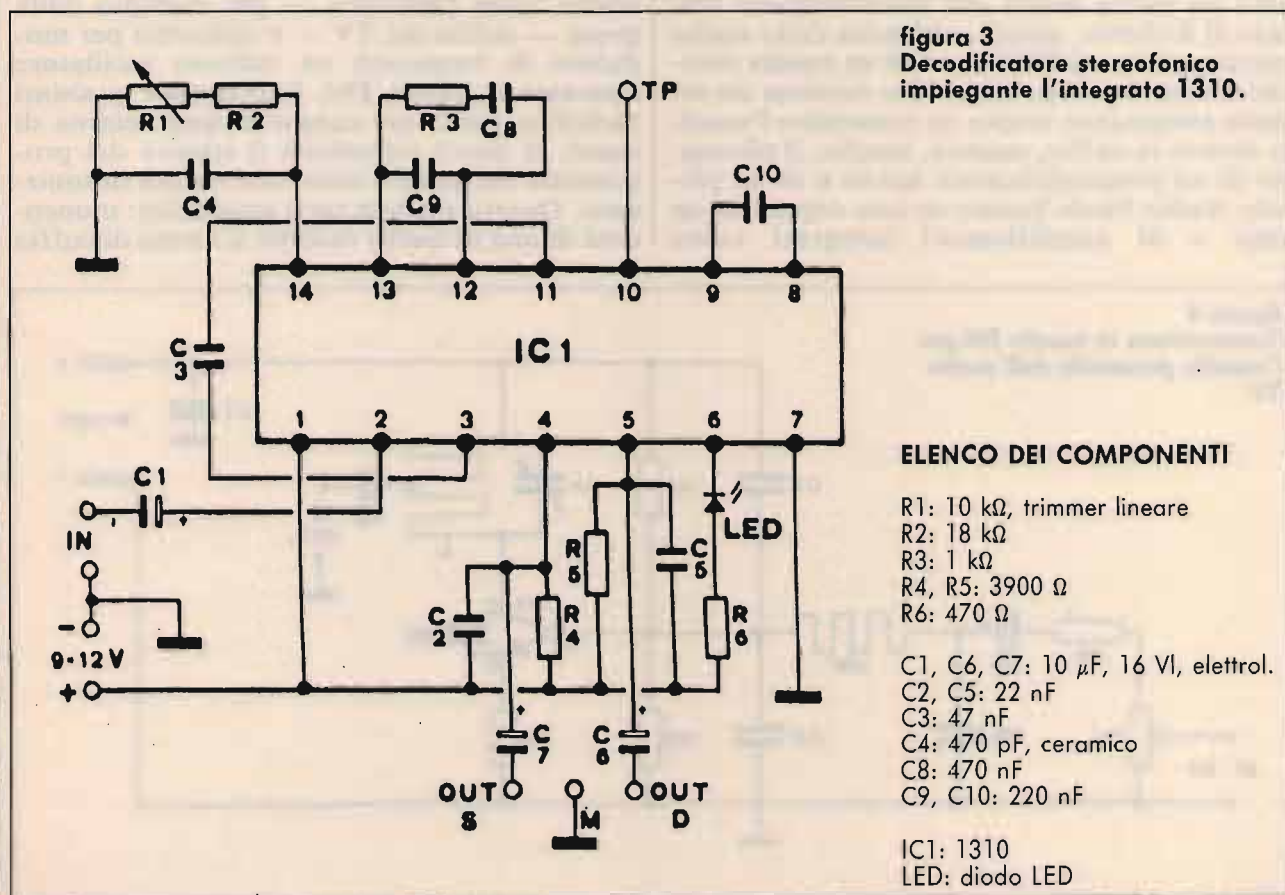 figura 3
Decodificatore stereofonico
impiegante l'integrato 1310.
R1 R2
R3 C8
TP
C4
C9
C10
14 13 12 11 10 9 8
C3
IC1
1 2 3 4 5 6 7
C1
- +
IN
-
9-12V
+
LED
C2
R4
R5
C5
R6
+ C7
+ C6
OUT S
M
OUT D
ELENCO DEI COMPONENTI
R1: 10 kΩ, trimmer lineare
R2: 18 kΩ
R3: 1 kΩ
R4, R5: 3900 Ω
R6: 470 Ω
C1, C6, C7: 10 μF, 16 Vl, elettrol.
C2, C5: 22 nF
C3: 47 nF
C4: 470 pF, ceramico
C8: 470 nF
C9, C10: 220 nF
IC1: 1310
LED: diodo LED